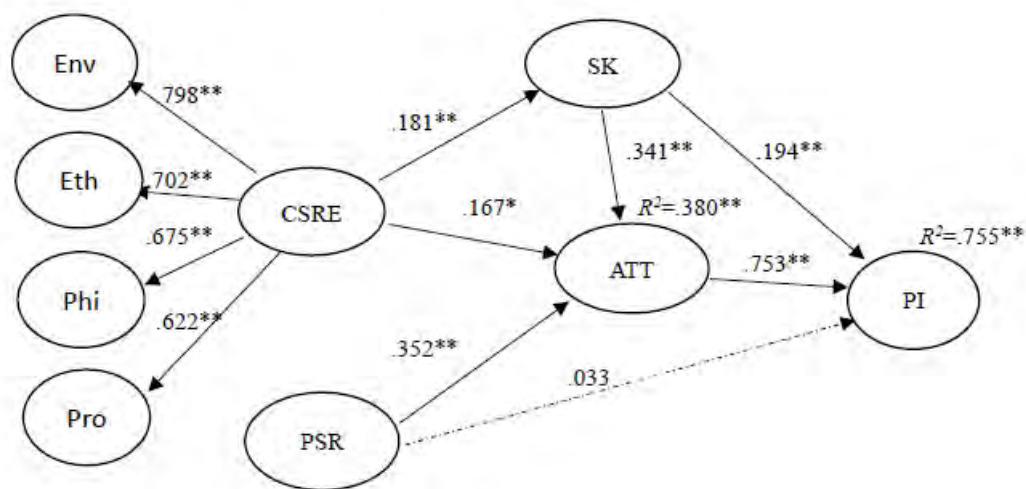 Env
SK
798**
.181**
.341**
.194**
Eth
.702**
CSRE
.167*
R²=.380**
R²=.755**
ATT
.753**
PI
.675**
Phi
.622**
.352**
.033
Pro
PSR